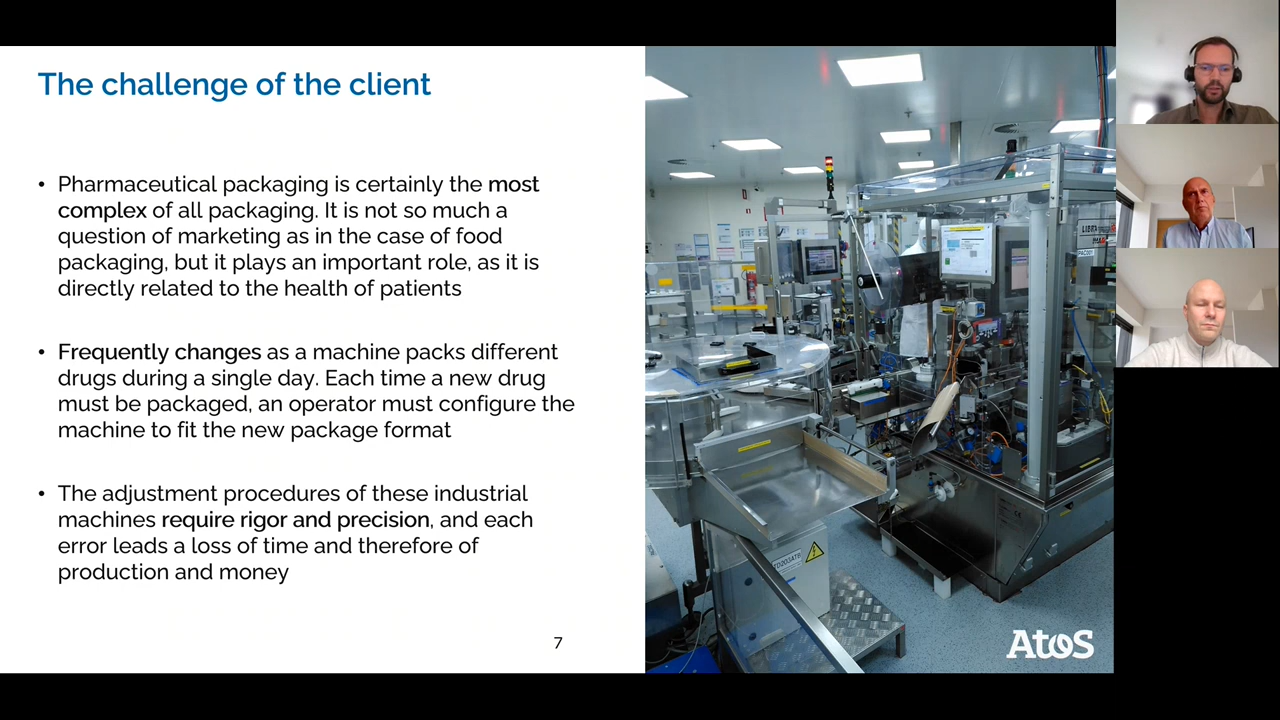 The challenge of the client
• Pharmaceutical packaging is certainly the most
complex of all packaging. It is not so much a
question of marketing as in the case of food
packaging, but it plays an important role, as it is
directly related to the health of patients
• Frequently changes as a machine packs different
drugs during a single day. Each time a new drug
must be packaged, an operator must configure the
machine to fit the new package format
• The adjustment procedures of these industrial
machines require rigor and precision, and each
error leads a loss of time and therefore of
production and money
7
AtoS